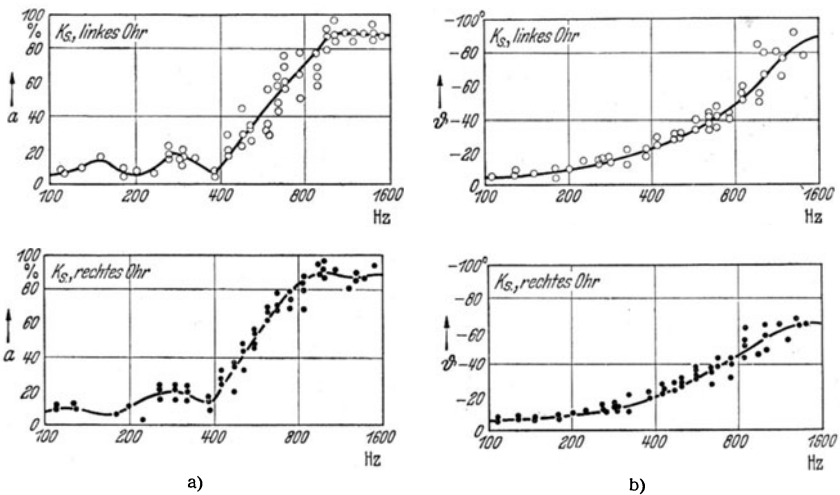 100
%
80
60
40
20
0
a
K_S., linkes Ohr
100 200 400 800 1600
Hz
-100°
-80
-60
-40
-20
0
ϑ
K_S, linkes Ohr
100 200 400 800 1600
Hz
100
%
80
60
40
20
0
a
K_S., rechtes Ohr
100 200 400 800 1600
Hz
-100°
-80
-60
-40
-20
0
ϑ
K_S., rechtes Ohr
100 200 400 800 1600
Hz
a)
b)